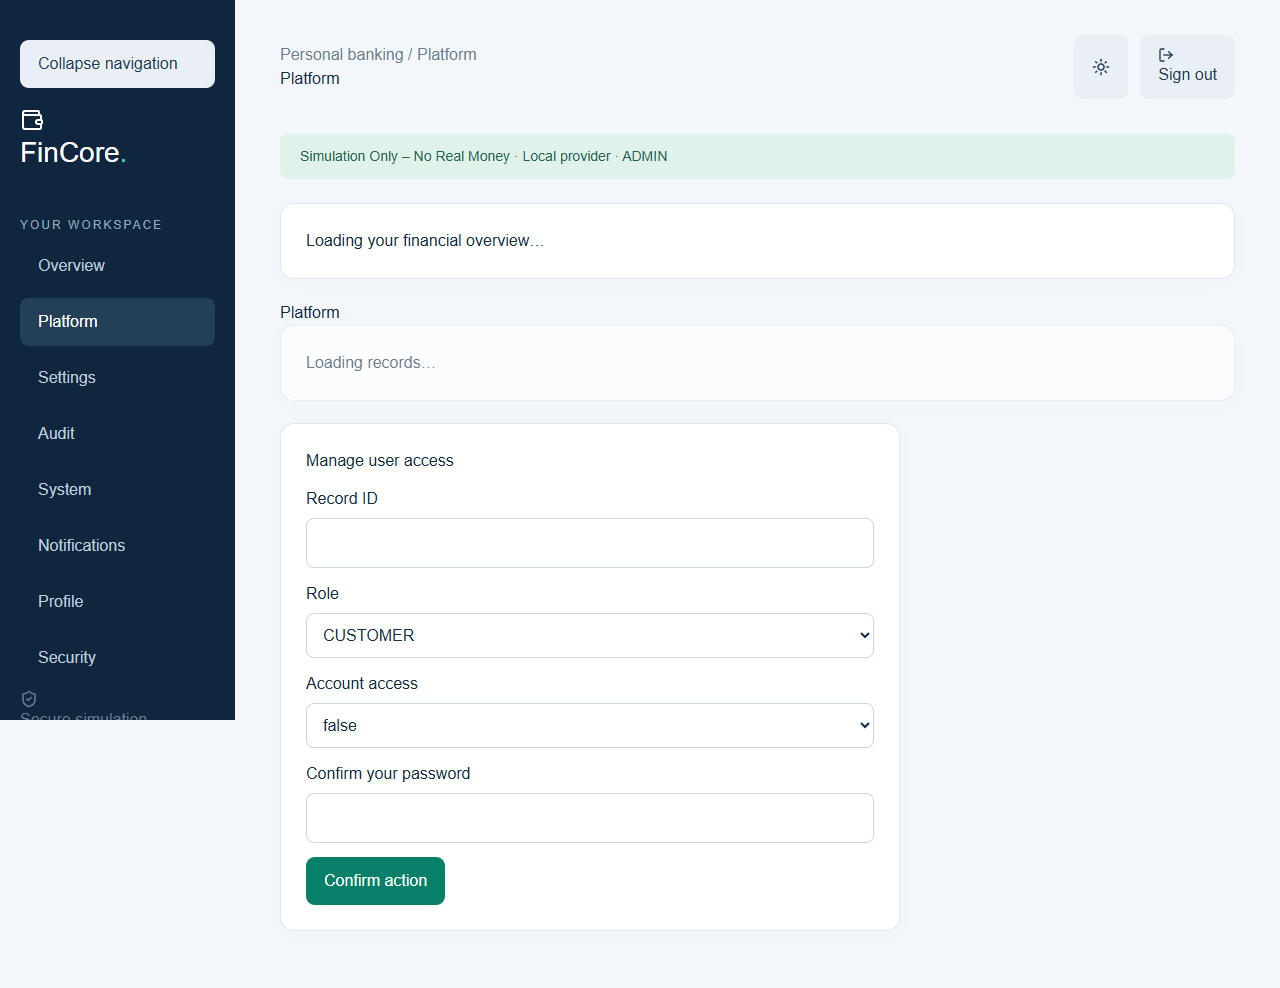 Collapse navigation
FinCore.
YOUR WORKSPACE
Overview
Platform
Settings
Audit
System
Notifications
Profile
Security
Secure simulation
Personal banking / Platform
Platform
Sign out
Simulation Only – No Real Money · Local provider · ADMIN
Loading your financial overview…
Platform
Loading records…
Manage user access
Record ID
Role
CUSTOMER
Account access
false
Confirm your password
Confirm action